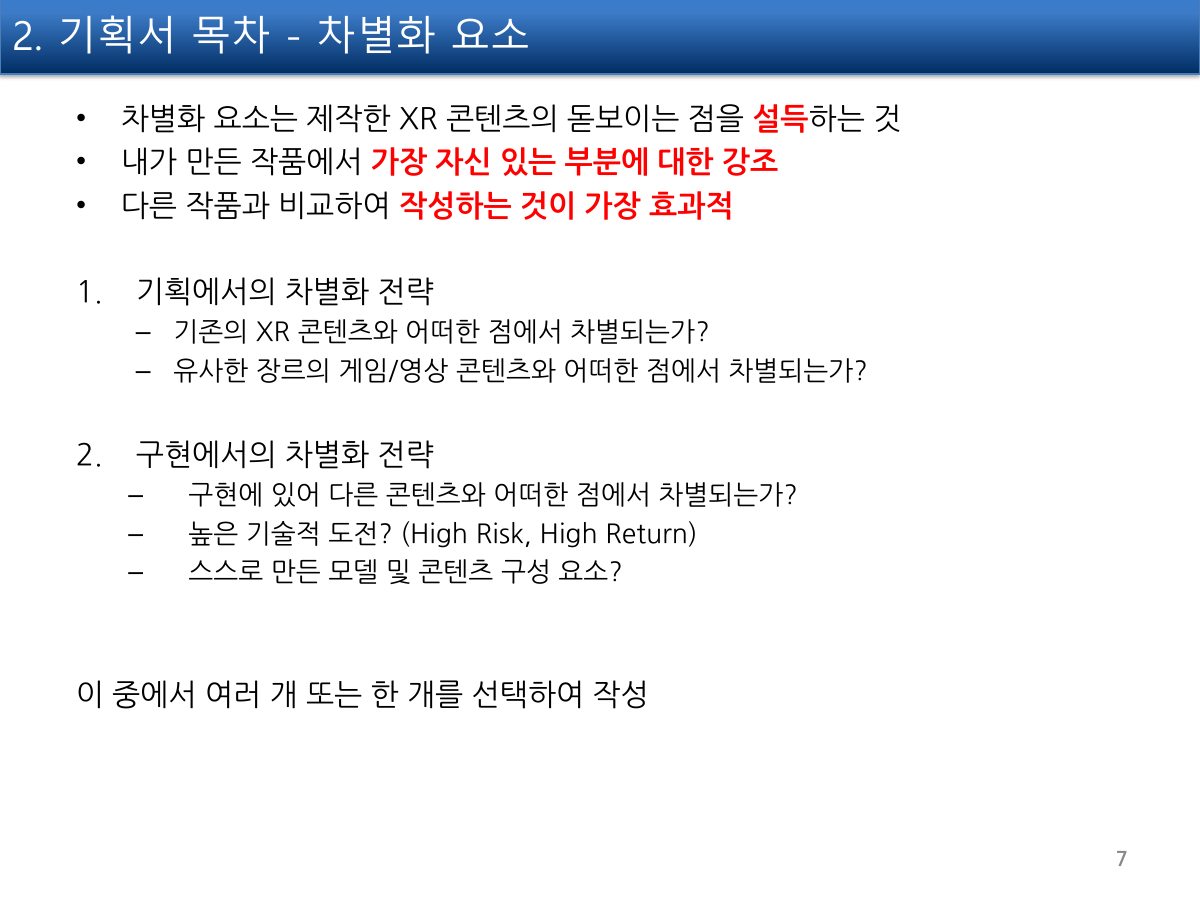 2. 기획서 목차 - 차별화 요소
• 차별화 요소는 제작한 XR 콘텐츠의 돋보이는 점을 설득하는 것
• 내가 만든 작품에서 가장 자신 있는 부분에 대한 강조
• 다른 작품과 비교하여 작성하는 것이 가장 효과적
1. 기획에서의 차별화 전략
– 기존의 XR 콘텐츠와 어떠한 점에서 차별되는가?
– 유사한 장르의 게임/영상 콘텐츠와 어떠한 점에서 차별되는가?
2. 구현에서의 차별화 전략
– 구현에 있어 다른 콘텐츠와 어떠한 점에서 차별되는가?
– 높은 기술적 도전? (High Risk, High Return)
– 스스로 만든 모델 및 콘텐츠 구성 요소?
이 중에서 여러 개 또는 한 개를 선택하여 작성
7